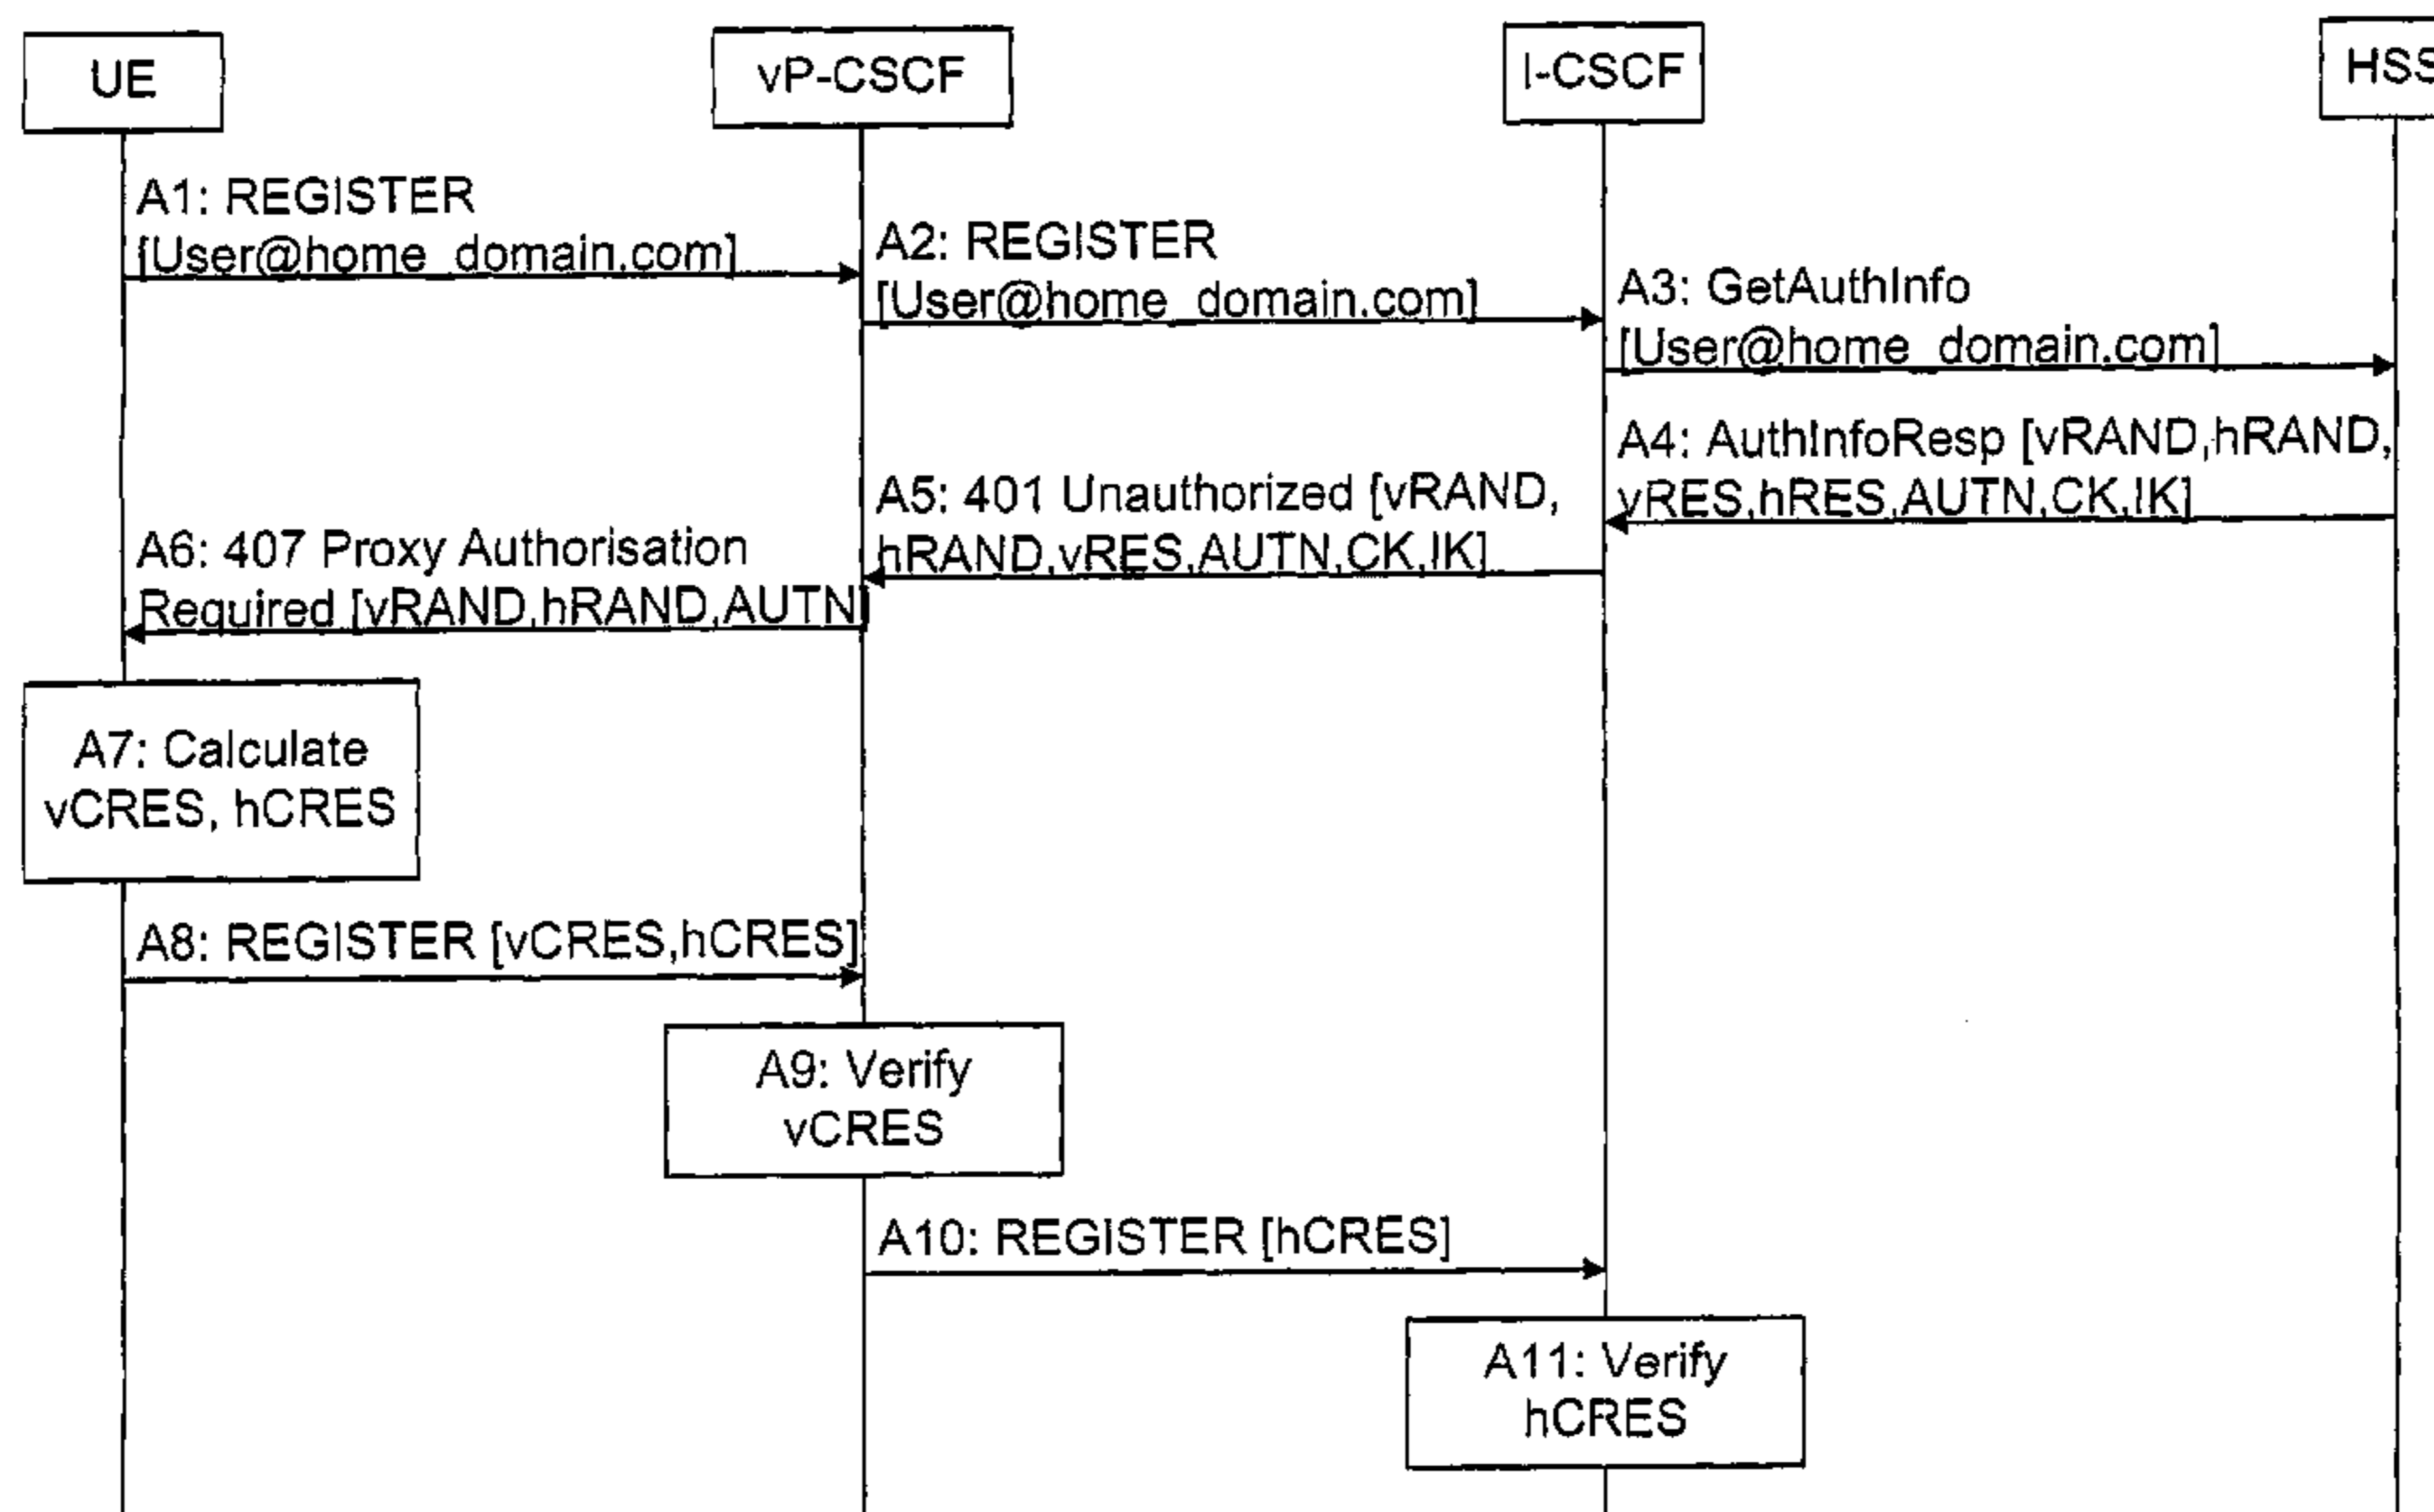 UE
vP-CSCF
I-CSCF
HSS
A1: REGISTER
[User@home_domain.com]
A2: REGISTER
[User@home_domain.com]
A3: GetAuthInfo
[User@home_domain.com]
A4: AuthInfoResp [vRAND,hRAND,
vRES,hRES,AUTN,CK,IK]
A5: 401 Unauthorized [vRAND,
hRAND,vRES,AUTN,CK,IK]
A6: 407 Proxy Authorisation
Required [vRAND,hRAND,AUTN]
A7: Calculate
vCRES, hCRES
A8: REGISTER [vCRES,hCRES]
A9: Verify
vCRES
A10: REGISTER [hCRES]
A11: Verify
hCRES